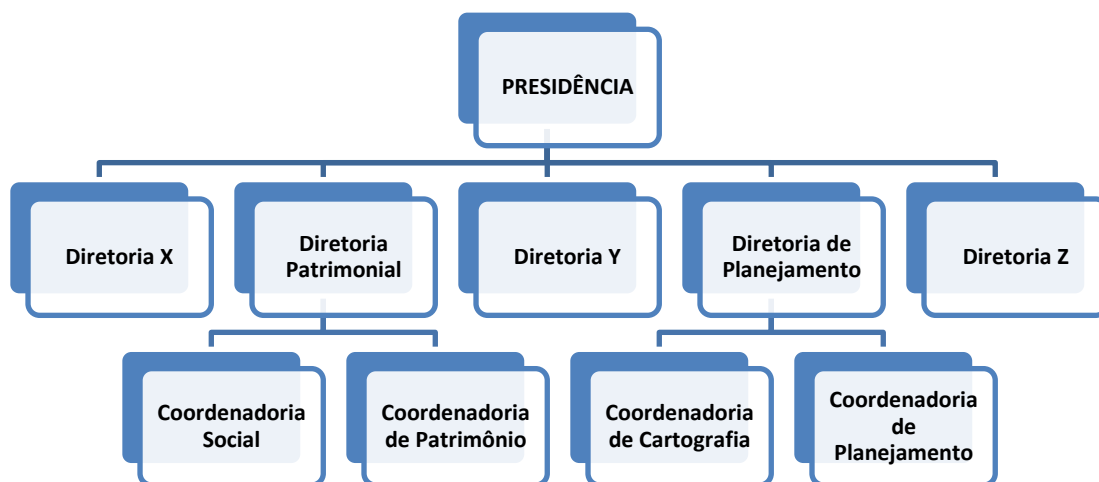 PRESIDÊNCIA
Diretoria X
Diretoria
Patrimonial
Diretoria Y
Diretoria de
Planejamento
Diretoria Z
Coordenadoria
Social
Coordenadoria
de Patrimônio
Coordenadoria
de Cartografia
Coordenadoria
de
Planejamento